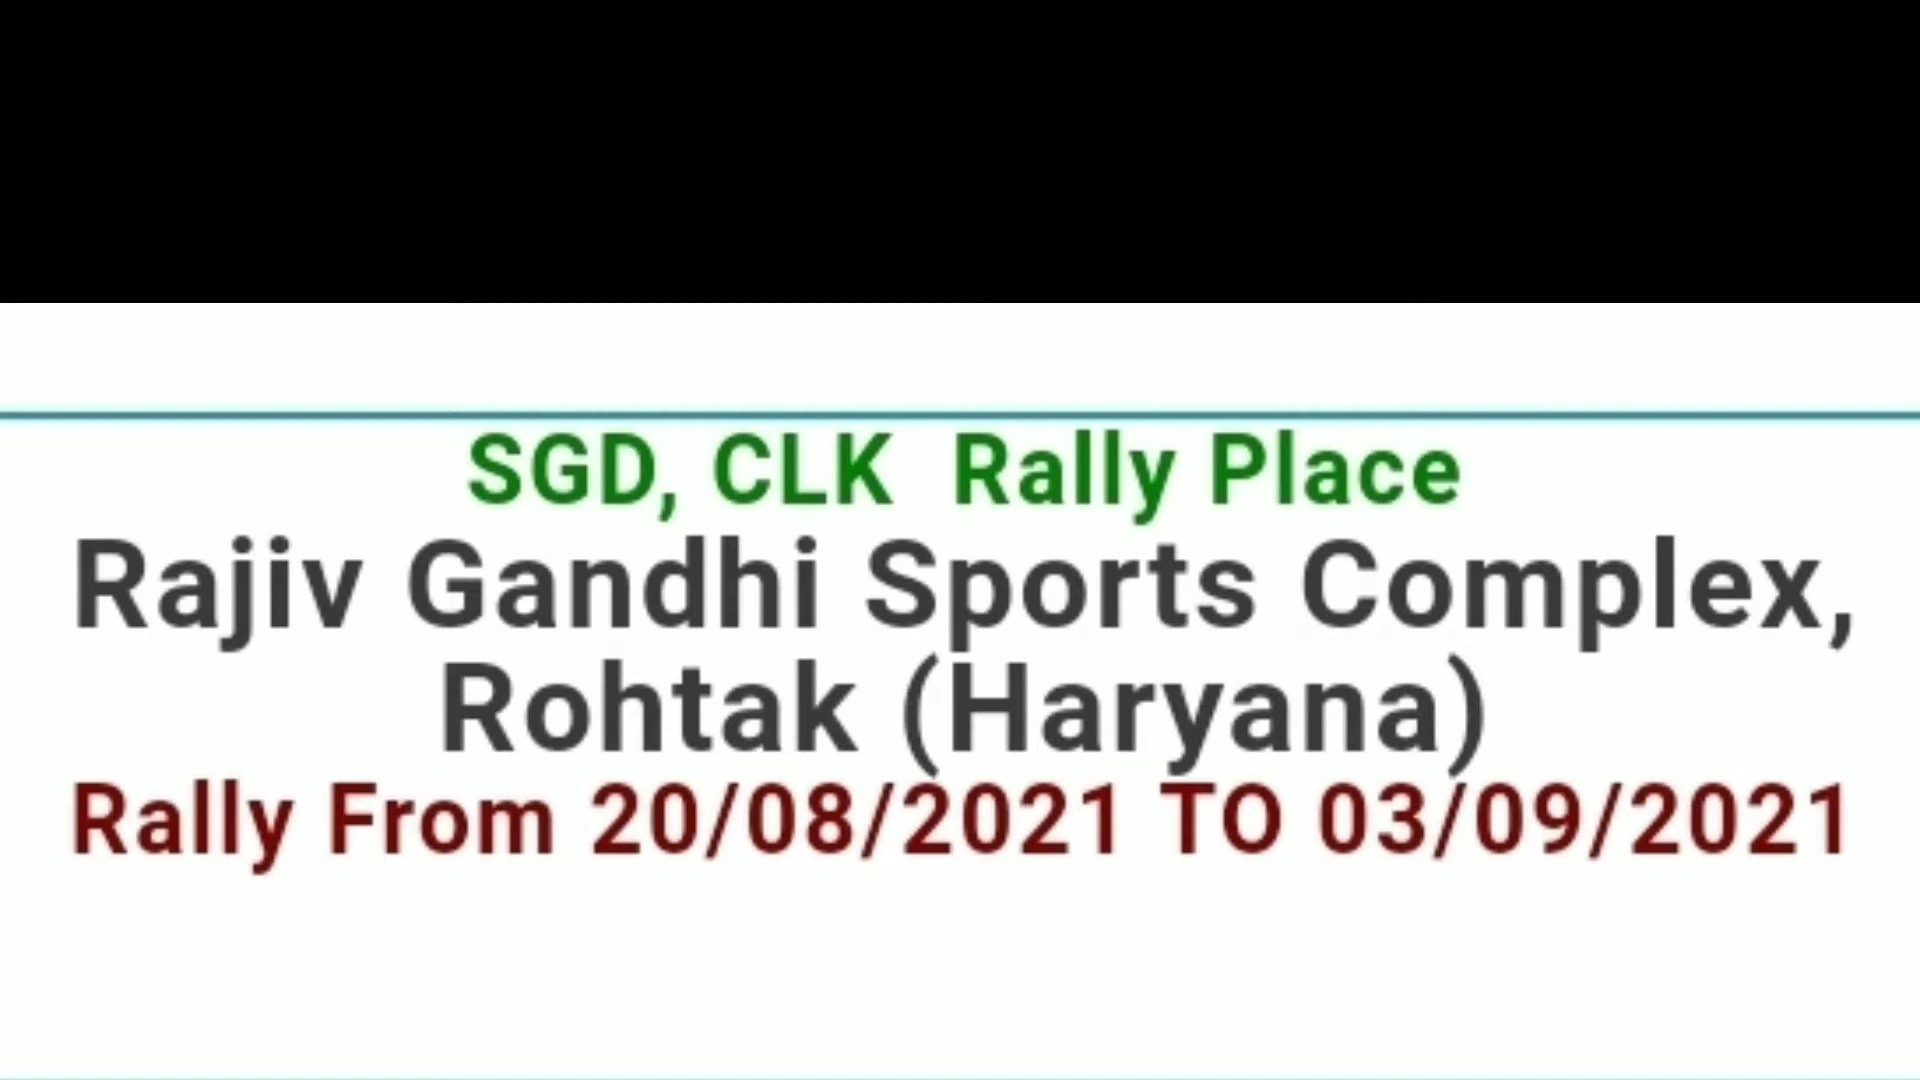 SGD, CLK Rally Place
Rajiv Gandhi Sports Complex,
Rohtak (Haryana)
Rally From 20/08/2021 TO 03/09/2021